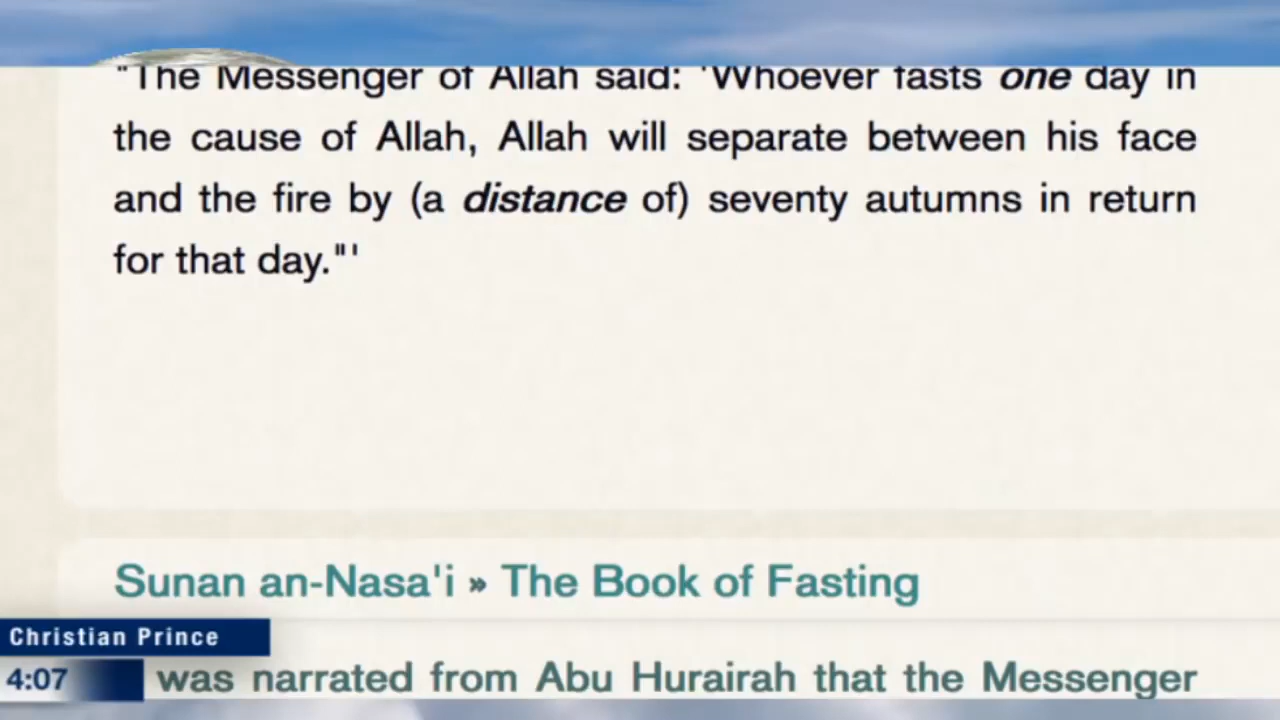 "The Messenger of Allah said: 'Whoever fasts one day in
the cause of Allah, Allah will separate between his face
and the fire by (a distance of) seventy autumns in return
for that day."'
Sunan an-Nasa'i » The Book of Fasting
Christian Prince
4:07
was narrated from Abu Hurairah that the Messenger